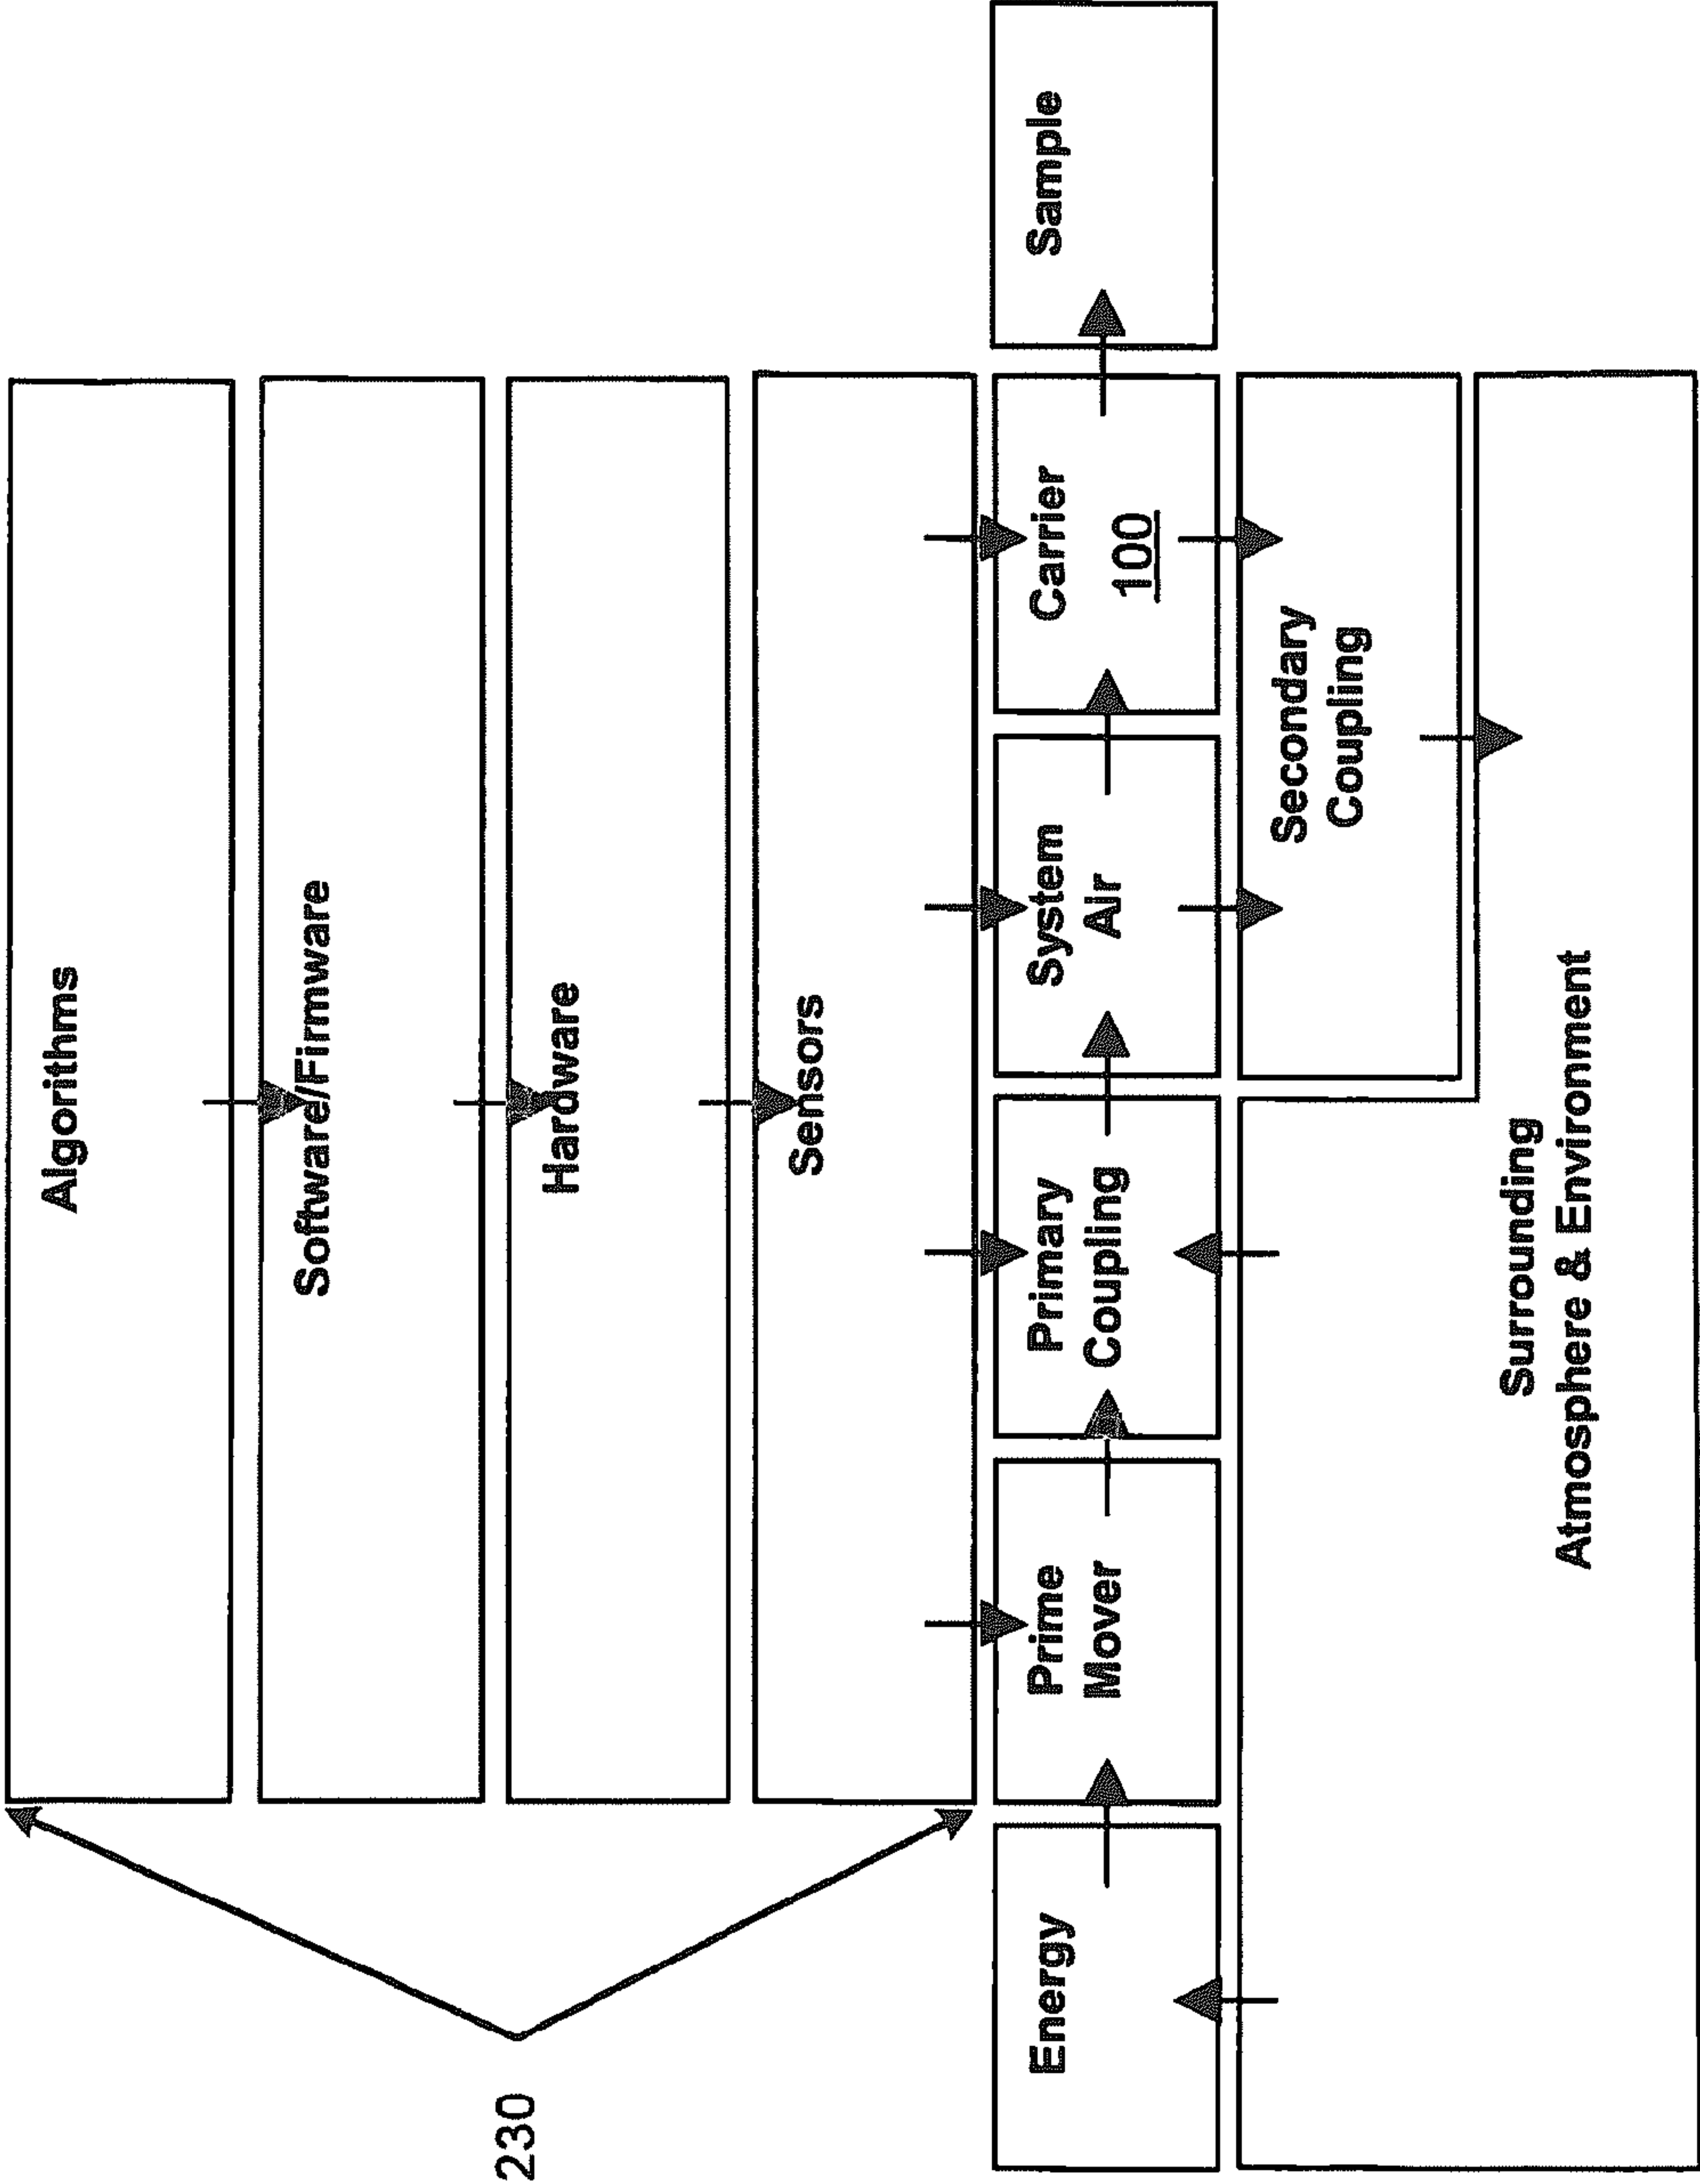 Algorithms
Software/Firmware
230
Hardware
Sensors
Energy
Prime
Mover
Primary
Coupling
System
Air
Carrier
100
Sample
Secondary
Coupling
Surrounding
Atmosphere & Environment